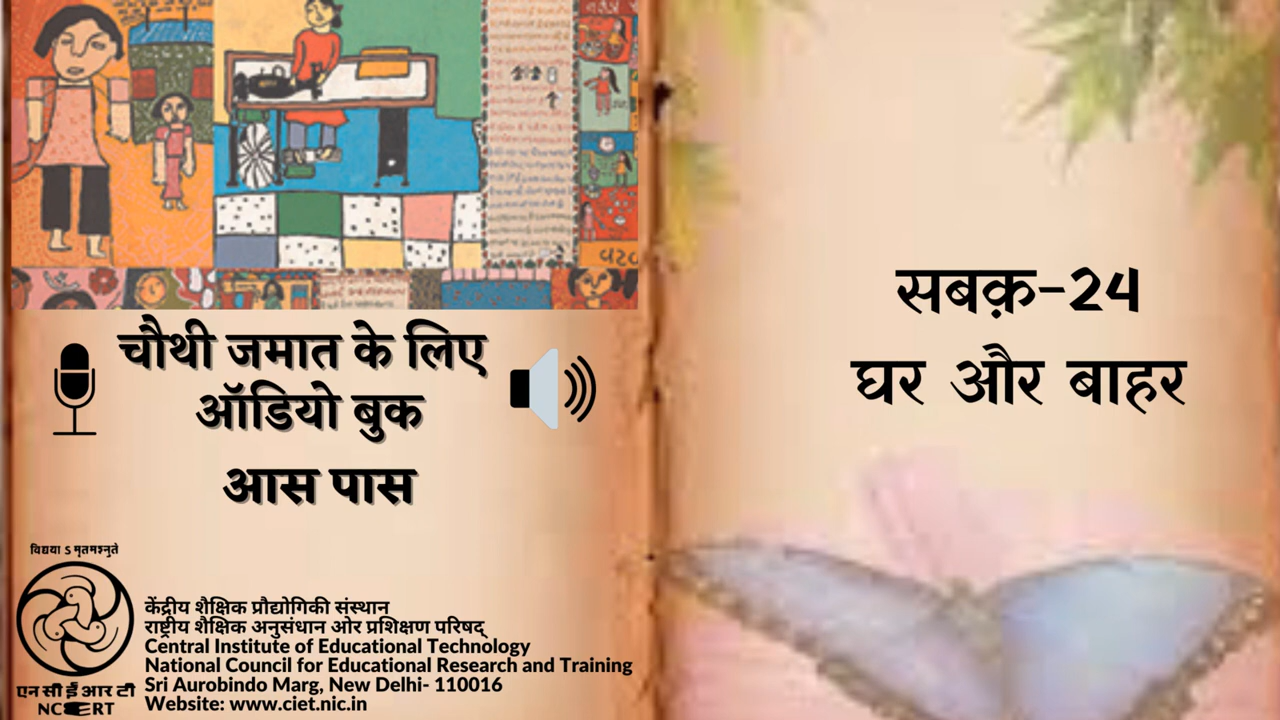 चौथी जमात के लिए
ऑडियो बुक
आस पास
विद्यया ऽ मृतमश्नुते
एन सी ई आर टी
NCERT
केंद्रीय शैक्षिक प्रौद्योगिकी संस्थान
राष्ट्रीय शैक्षिक अनुसंधान ओर प्रशिक्षण परिषद्
Central Institute of Educational Technology
National Council for Educational Research and Training
Sri Aurobindo Marg, New Delhi- 110016
Website: www.ciet.nic.in
सबक़-24
घर और बाहर